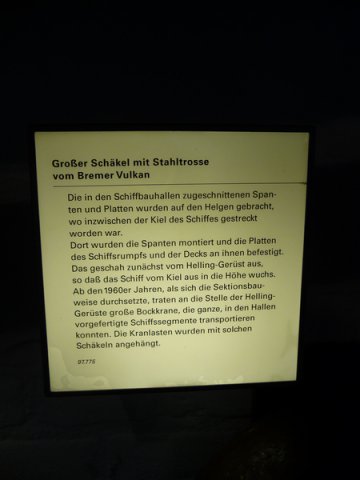 Großer Schäkel mit Stahltrosse
vom Bremer Vulkan
Die in den Schiffbauhallen zugeschnittenen Span-
ten und Platten wurden auf den Helgen gebracht,
wo inzwischen der Kiel des Schiffes gestreckt
worden war.
Dort wurden die Spanten montiert und die Platten
des Schiffsrumpfs und der Decks an ihnen befestigt.
Das geschah zunächst vom Helling-Gerüst aus,
so daß das Schiff vom Kiel aus in die Höhe wuchs.
Ab den 1960er Jahren, als sich die Sektionsbau-
weise durchsetzte, traten an die Stelle der Helling-
Gerüste große Bockkrane, die ganze, in den Hallen
vorgefertigte Schiffssegmente transportieren
konnten. Die Kranlasten wurden mit solchen
Schäkeln angehängt.
97.775